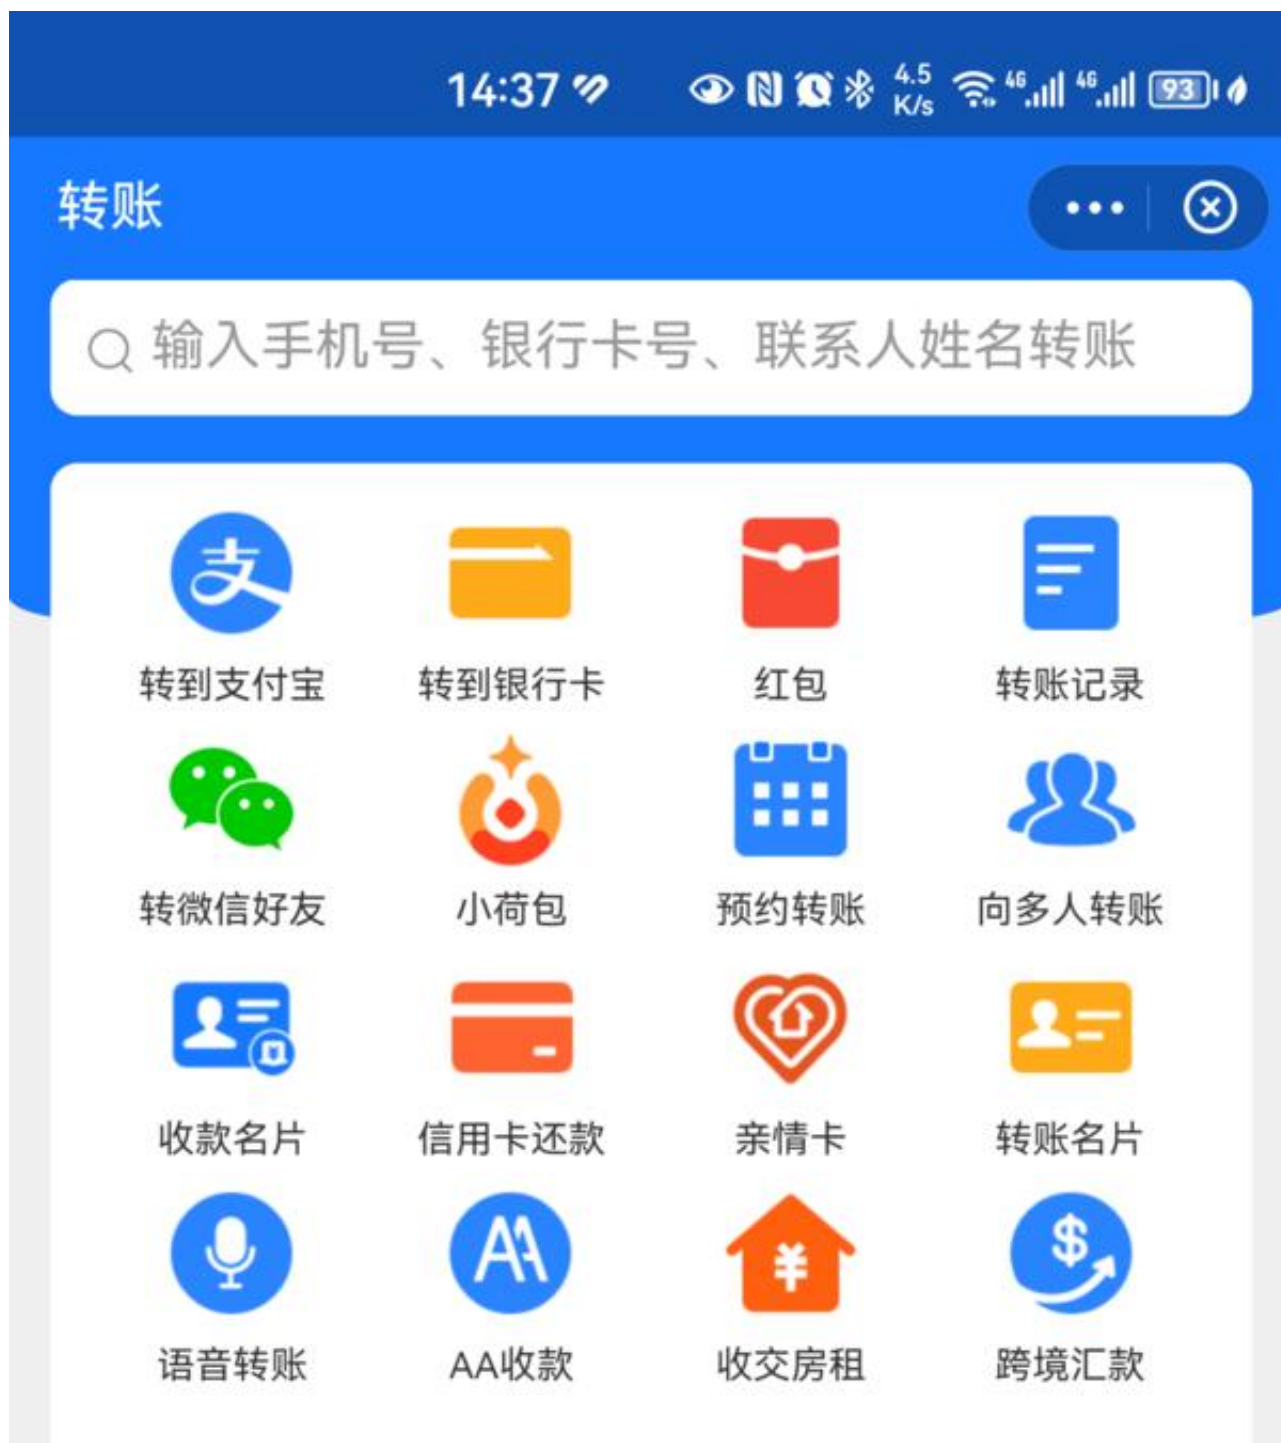 14:37 4.5 K/s 4G 4G 93
转账
输入手机号、银行卡号、联系人姓名转账
支
转到支付宝 转到银行卡 红包 转账记录
转微信好友 小荷包 预约转账 向多人转账
收款名片 信用卡还款 亲情卡 转账名片
AA ¥ $
语音转账 AA收款 收交房租 跨境汇款